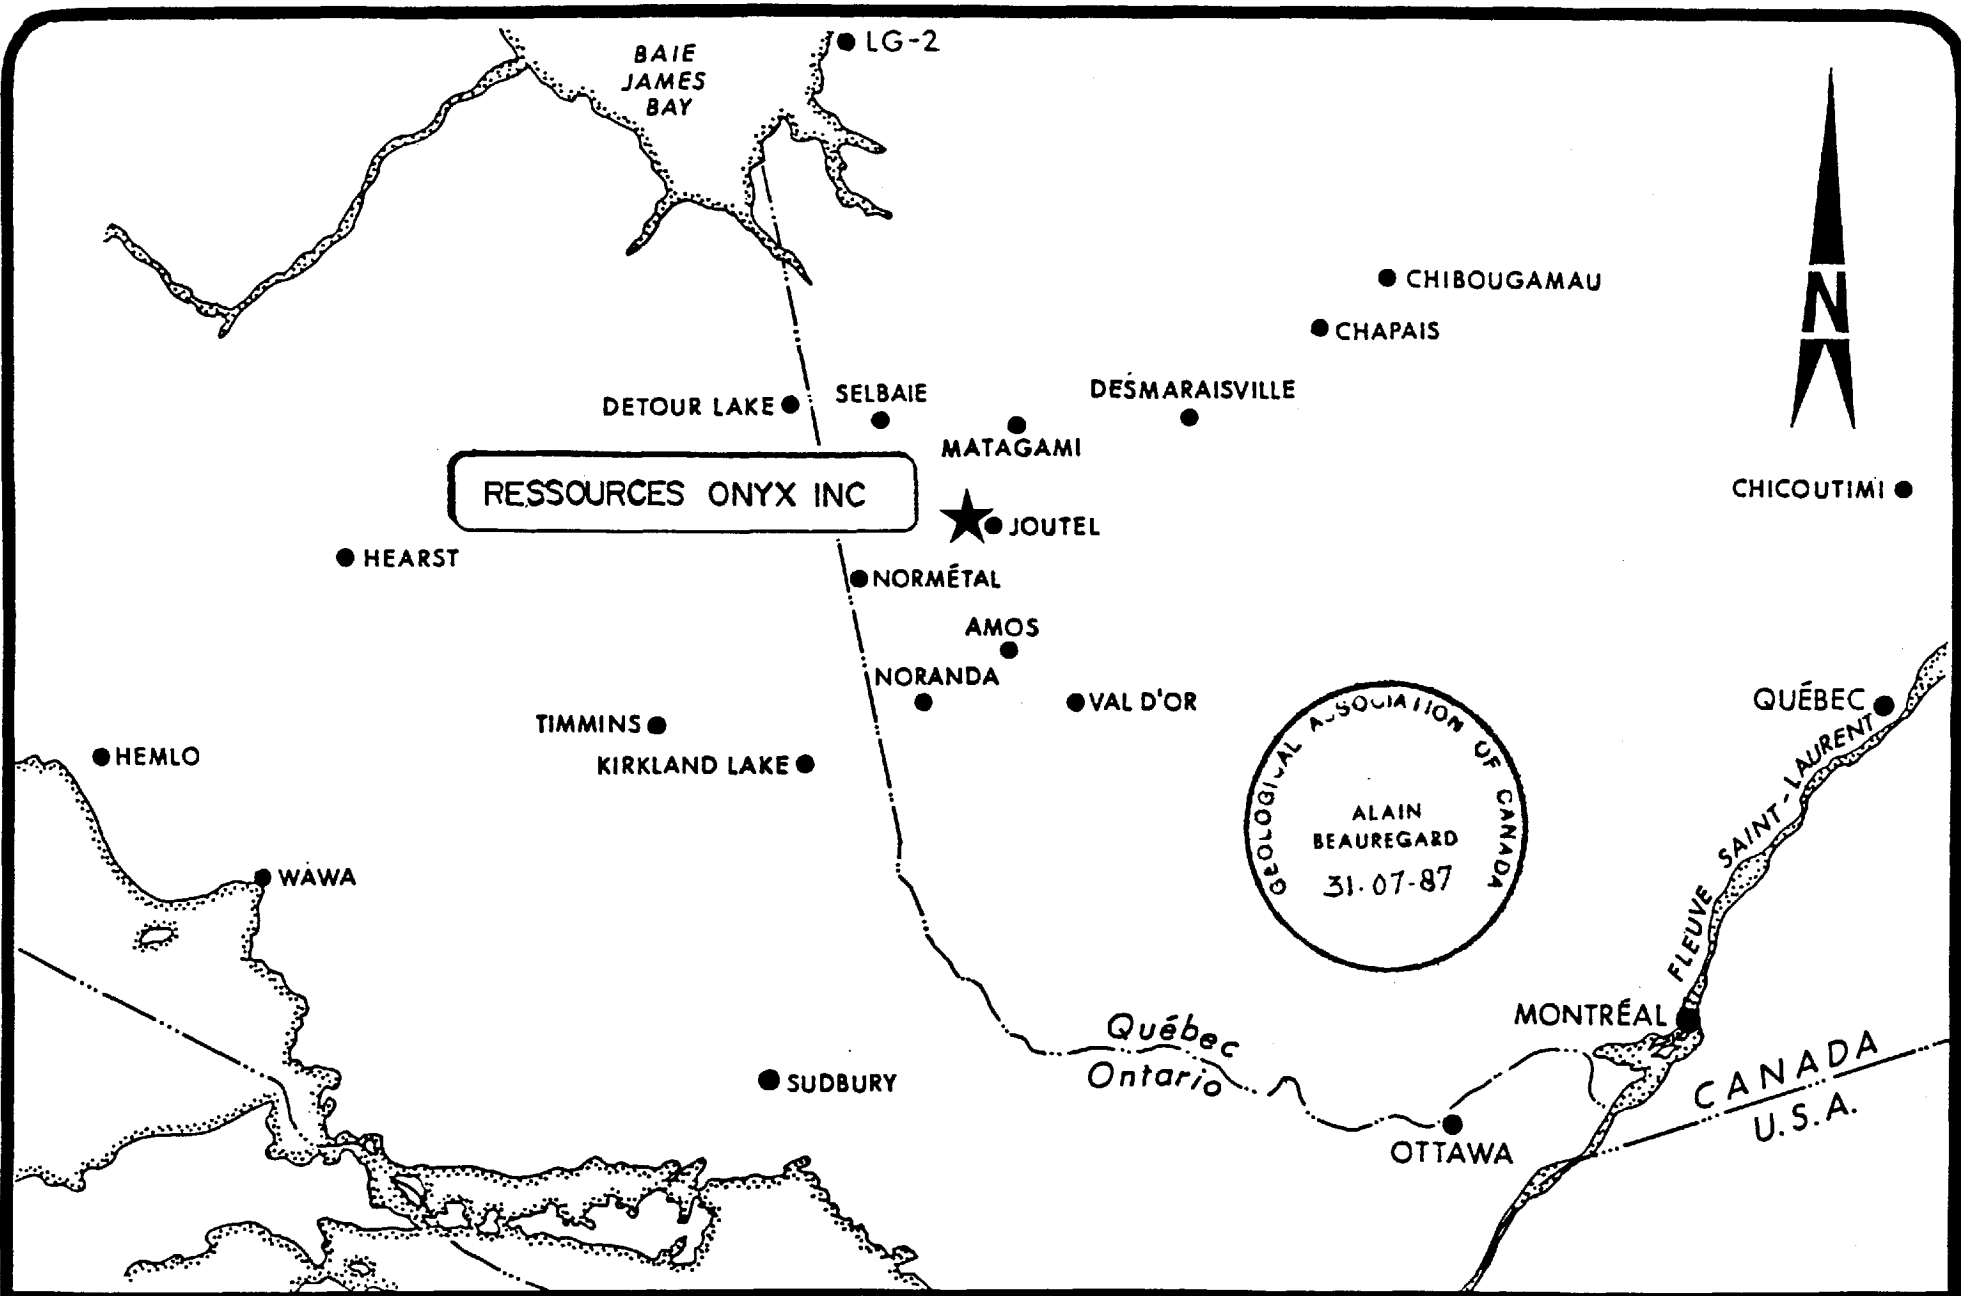 BAIE
JAMES
BAY
LG-2
N
CHIBOUGAMAU
CHAPAIS
DETOUR LAKE
SELBAIE
DESMARAISVILLE
MATAGAMI
RESSOURCES ONYX INC
CHICOUTIMI
JOUTEL
HEARST
NORMÉTAL
AMOS
NORANDA
VAL D'OR
QUÉBEC
TIMMINS
KIRKLAND LAKE
HEMLO
GEOLOGICAL ASSOCIATION OF CANADA
ALAIN
BEAUREGARD
31·07-87
WAWA
FLEUVE SAINT-LAURENT
MONTRÉAL
Québec
Ontario
SUDBURY
CANADA
U.S.A.
OTTAWA